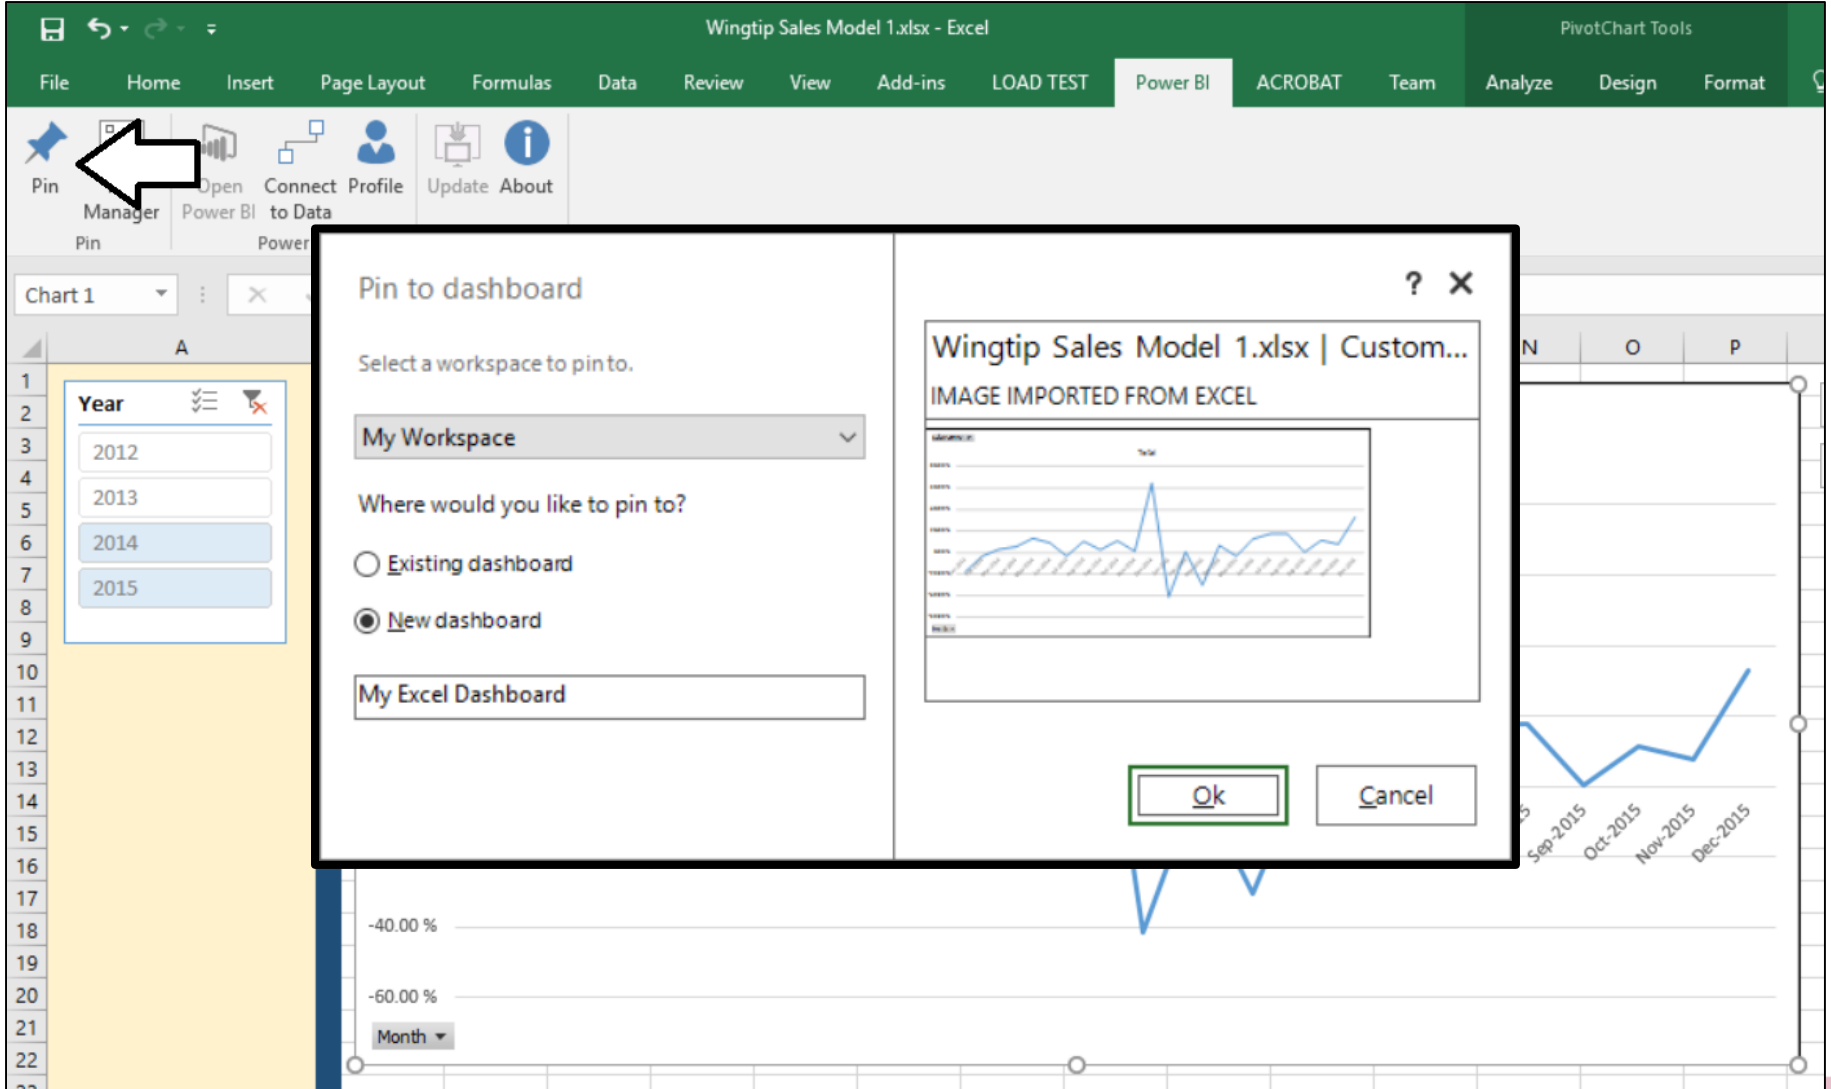 Wingtip Sales Model 1.xlsx - Excel
PivotChart Tools
File Home Insert Page Layout Formulas Data Review View Add-ins LOAD TEST Power BI ACROBAT Team Analyze Design Format
Pin
Manager
Open
Power BI
Connect
to Data
Profile
Update
About
Pin
Power
Chart 1
A
N O P
1
2
3
4
5
6
7
8
9
10
11
12
13
14
15
16
17
18
19
20
21
22
Year
2012
2013
2014
2015
Pin to dashboard
? X
Select a workspace to pin to.
My Workspace
Where would you like to pin to?
Existing dashboard
New dashboard
My Excel Dashboard
Wingtip Sales Model 1.xlsx | Custom...
IMAGE IMPORTED FROM EXCEL
Total
Ok
Cancel
Sep-2015
Oct-2015
Nov-2015
Dec-2015
-40.00 %
-60.00 %
Month